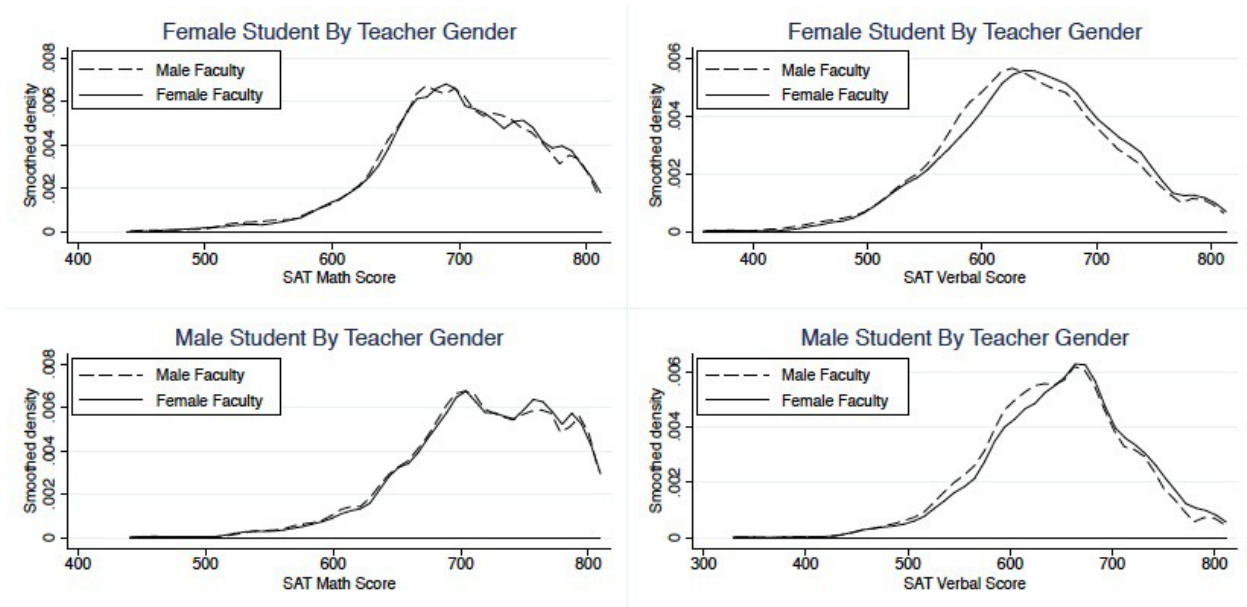 Female Student By Teacher Gender
Male Faculty
Female Faculty
Smoothed density
0 .002 .004 .006 .008
400 500 600 700 800
SAT Math Score
Female Student By Teacher Gender
Male Faculty
Female Faculty
Smoothed density
0 .002 .004 .006
400 500 600 700 800
SAT Verbal Score
Male Student By Teacher Gender
Male Faculty
Female Faculty
Smoothed density
0 .002 .004 .006 .008
400 500 600 700 800
SAT Math Score
Male Student By Teacher Gender
Male Faculty
Female Faculty
Smoothed density
0 .002 .004 .006
300 400 500 600 700 800
SAT Verbal Score